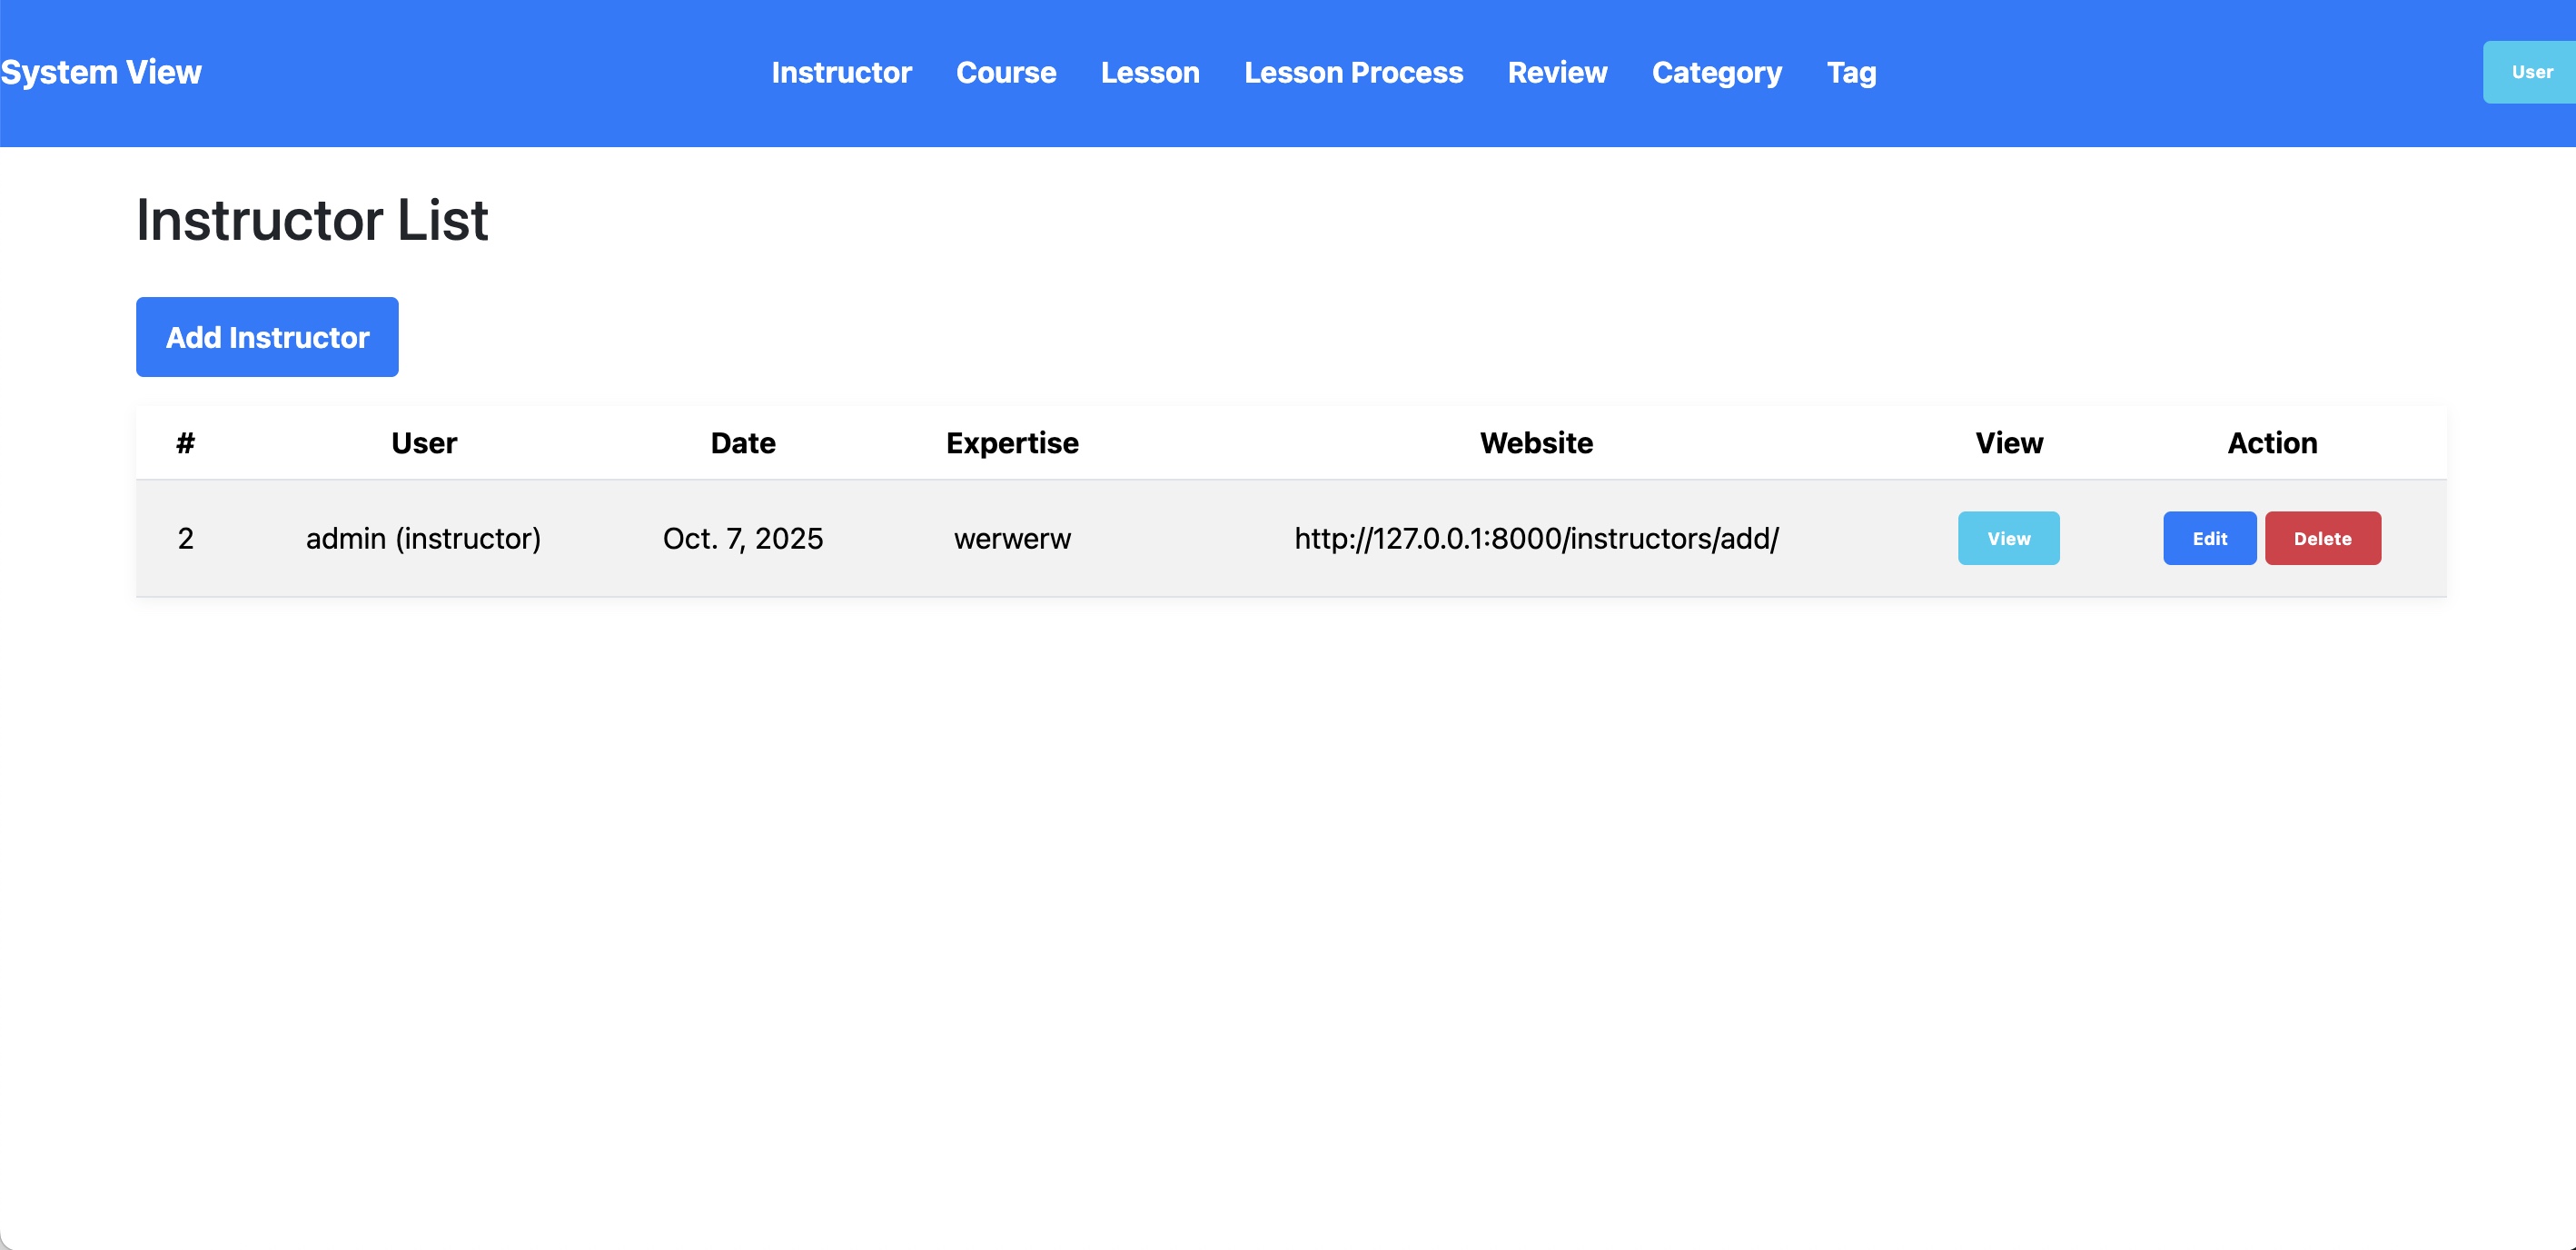 System View Instructor Course Lesson Lesson Process Review Category Tag User
Instructor List
Add Instructor
# User Date Expertise Website View Action
2 admin (instructor) Oct. 7, 2025 werwerw http://127.0.0.1:8000/instructors/add/ View Edit Delete